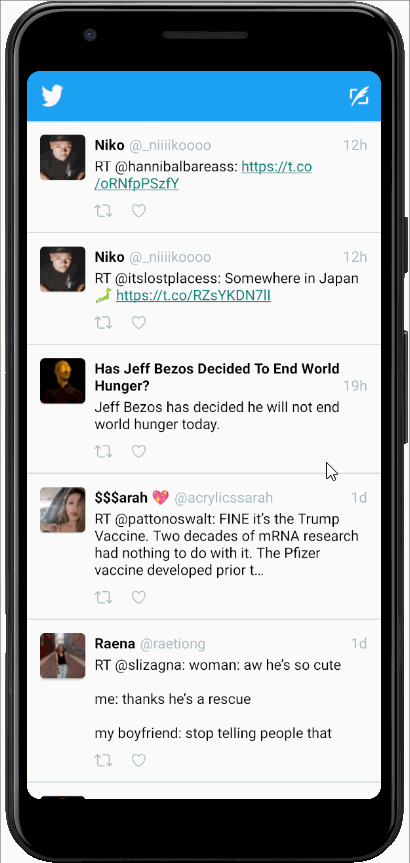 Niko @_niiiikoooo 12h
RT @hannibalbareass: https://t.co
/oRNfpPSzfY
Niko @_niiiikoooo 12h
RT @itslostplacess: Somewhere in Japan
🗾 https://t.co/RZsYKDN7lI
Has Jeff Bezos Decided To End World
Hunger? 19h
Jeff Bezos has decided he will not end
world hunger today.
$$$arah 💖 @acrylicssarah 1d
RT @pattonoswalt: FINE it’s the Trump
Vaccine. Two decades of mRNA research
had nothing to do with it. The Pfizer
vaccine developed prior t…
Raena @raetiong 1d
RT @slizagna: woman: aw he’s so cute
me: thanks he’s a rescue
my boyfriend: stop telling people that